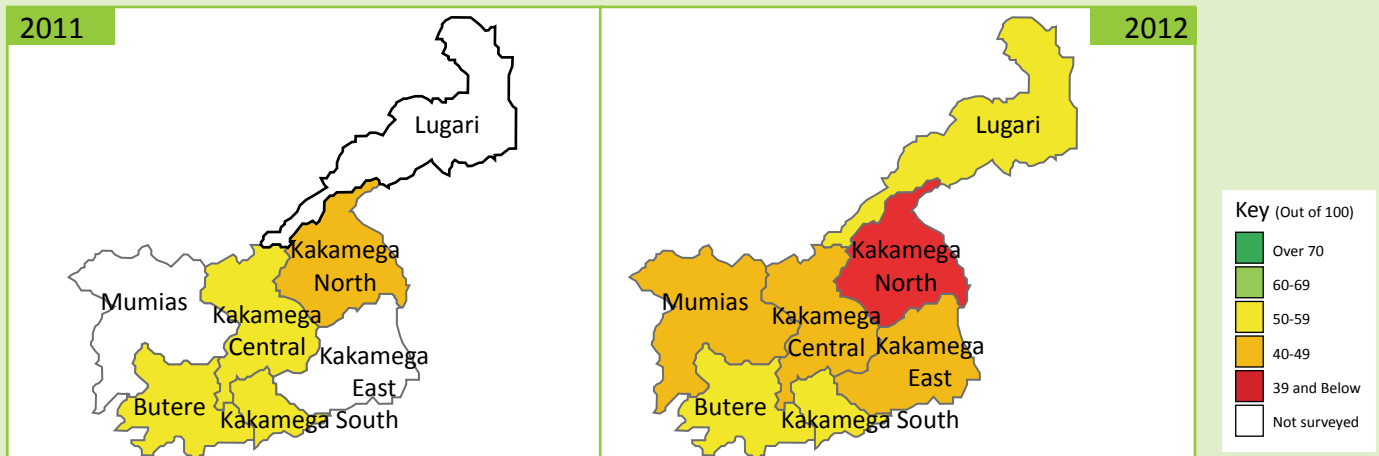 2011
Lugari
Kakamega
North
Mumias
Kakamega
Central
Kakamega
East
Butere
Kakamega South
2012
Lugari
Kakamega
North
Mumias
Kakamega
Central
Kakamega
East
Butere
Kakamega South
Key (Out of 100)
Over 70
60-69
50-59
40-49
39 and Below
Not surveyed